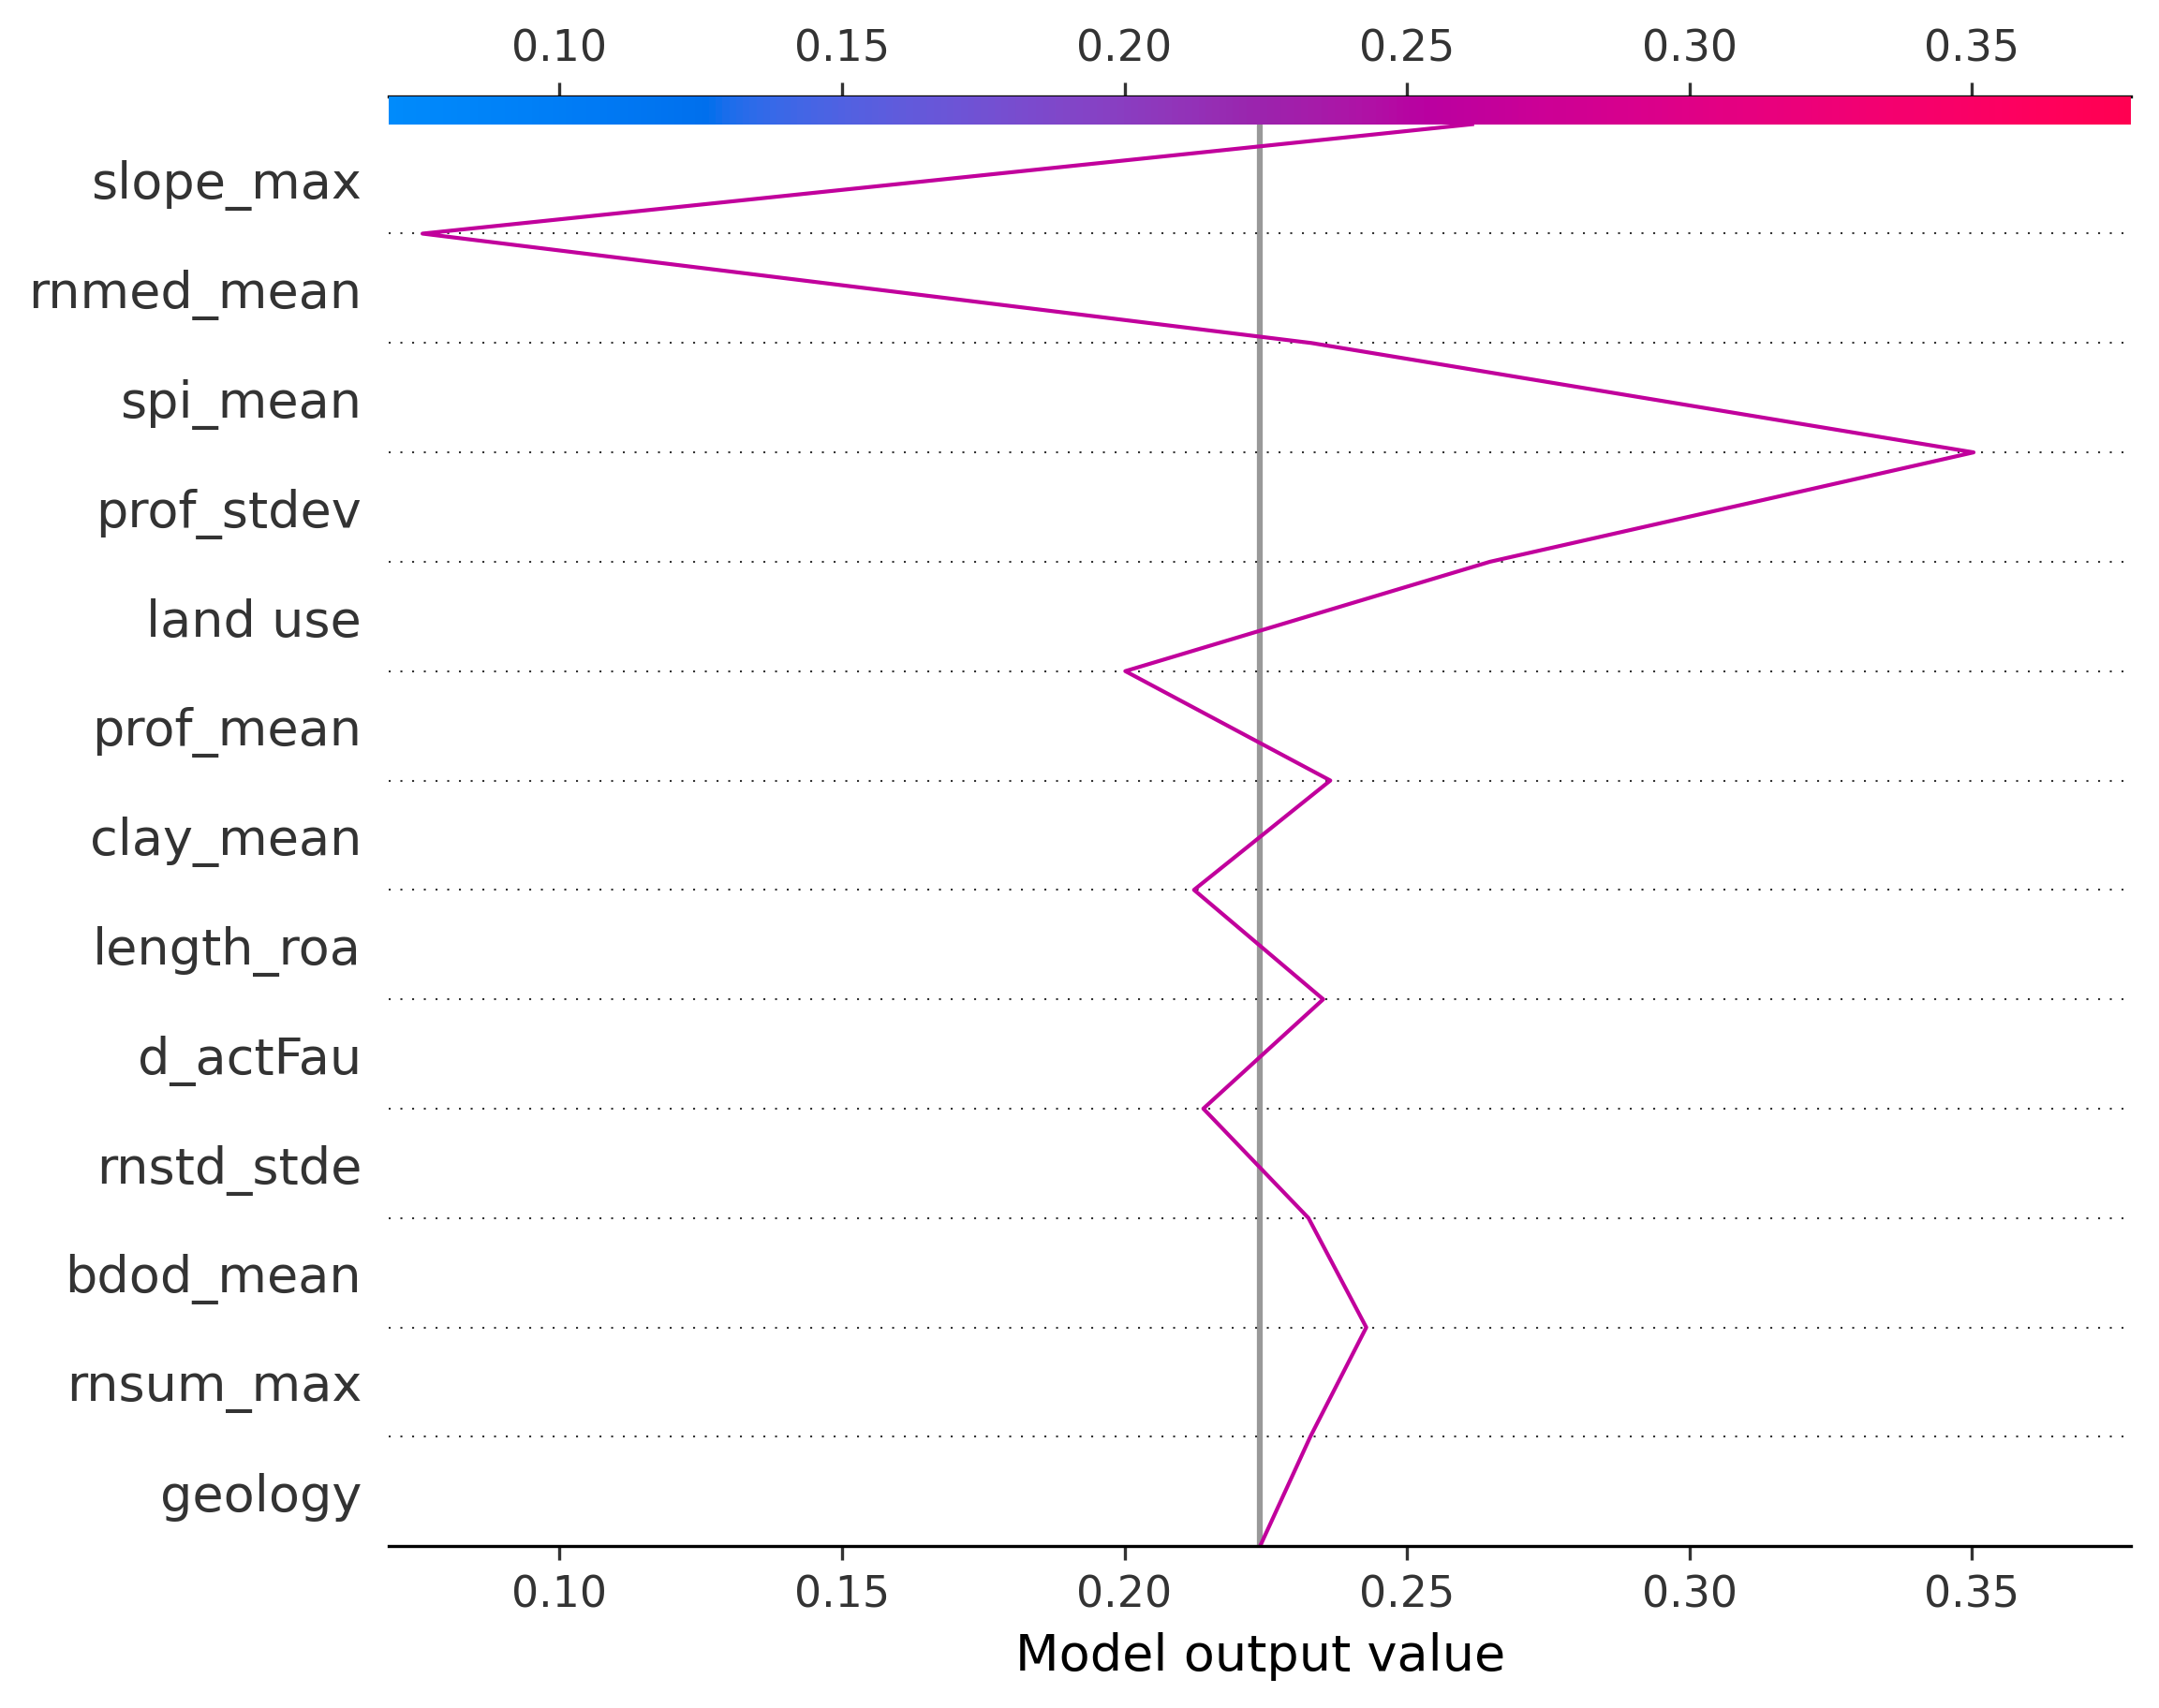 0.10 0.15 0.20 0.25 0.30 0.35
slope_max
rnmed_mean
spi_mean
prof_stdev
land use
prof_mean
clay_mean
length_roa
d_actFau
rnstd_stde
bdod_mean
rnsum_max
geology
0.10 0.15 0.20 0.25 0.30 0.35
Model output value